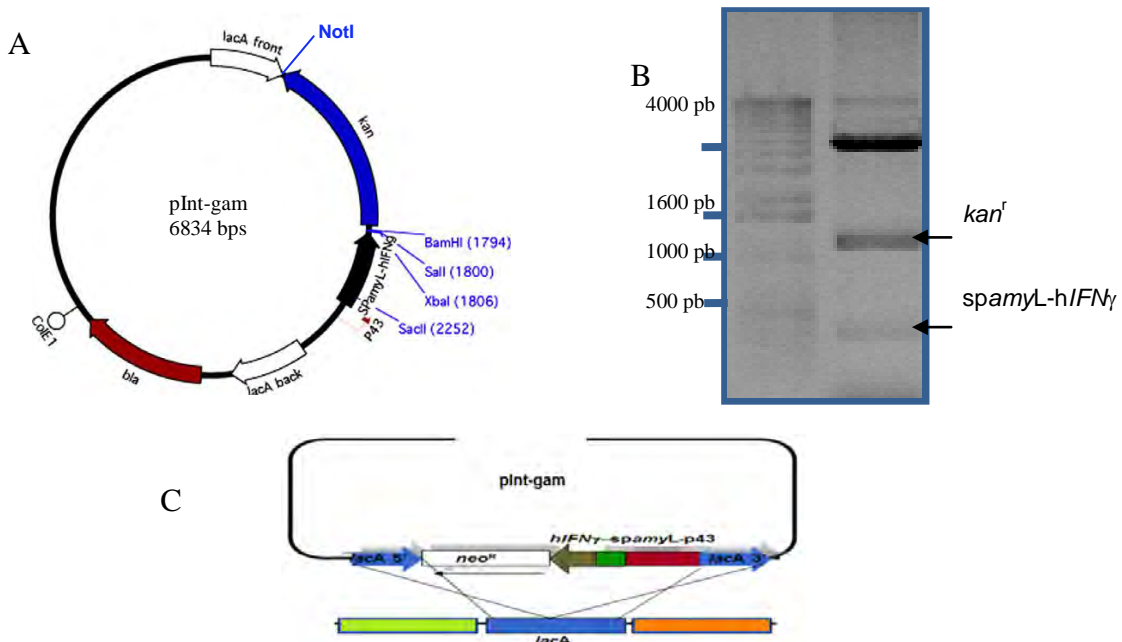 A
lacA front
NotI
kan
pInt-gam
6834 bps
BamHI (1794)
SalI (1800)
XbaI (1806)
SPamyL-hIFNg
SacII (2252)
P43
lacA back
bla
ColE1
B
4000 pb
1600 pb
1000 pb
500 pb
kanʳ
spamyL-hIFNγ
C
pInt-gam
hIFNγ-spamyL-p43
lacA 5'
neoᴿ
lacA 3'
lacA